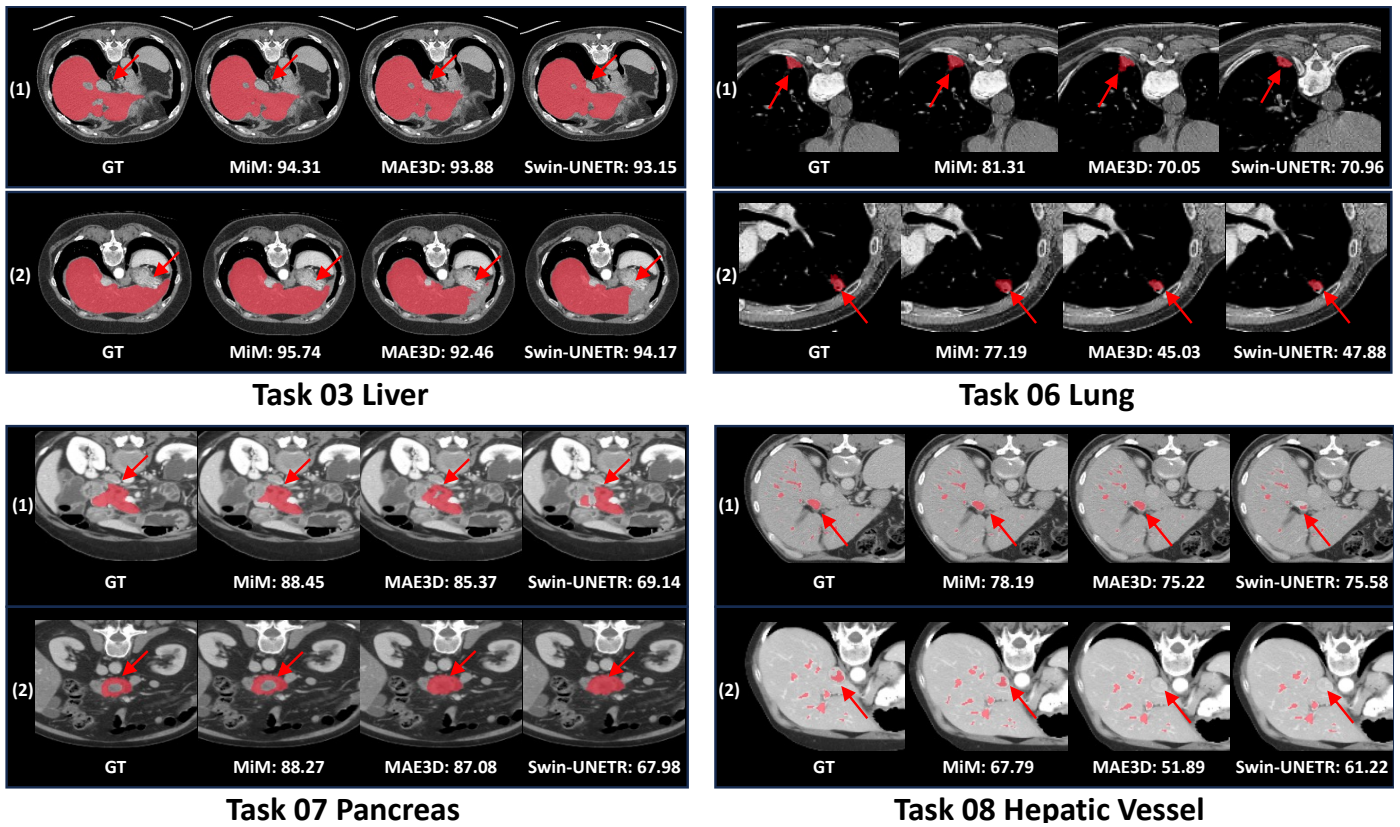 (1)
GT
MiM: 94.31
MAE3D: 93.88
Swin-UNETR: 93.15
(2)
GT
MiM: 95.74
MAE3D: 92.46
Swin-UNETR: 94.17
Task 03 Liver
(1)
GT
MiM: 81.31
MAE3D: 70.05
Swin-UNETR: 70.96
(2)
GT
MiM: 77.19
MAE3D: 45.03
Swin-UNETR: 47.88
Task 06 Lung
(1)
GT
MiM: 88.45
MAE3D: 85.37
Swin-UNETR: 69.14
(2)
GT
MiM: 88.27
MAE3D: 87.08
Swin-UNETR: 67.98
Task 07 Pancreas
(1)
GT
MiM: 78.19
MAE3D: 75.22
Swin-UNETR: 75.58
(2)
GT
MiM: 67.79
MAE3D: 51.89
Swin-UNETR: 61.22
Task 08 Hepatic Vessel